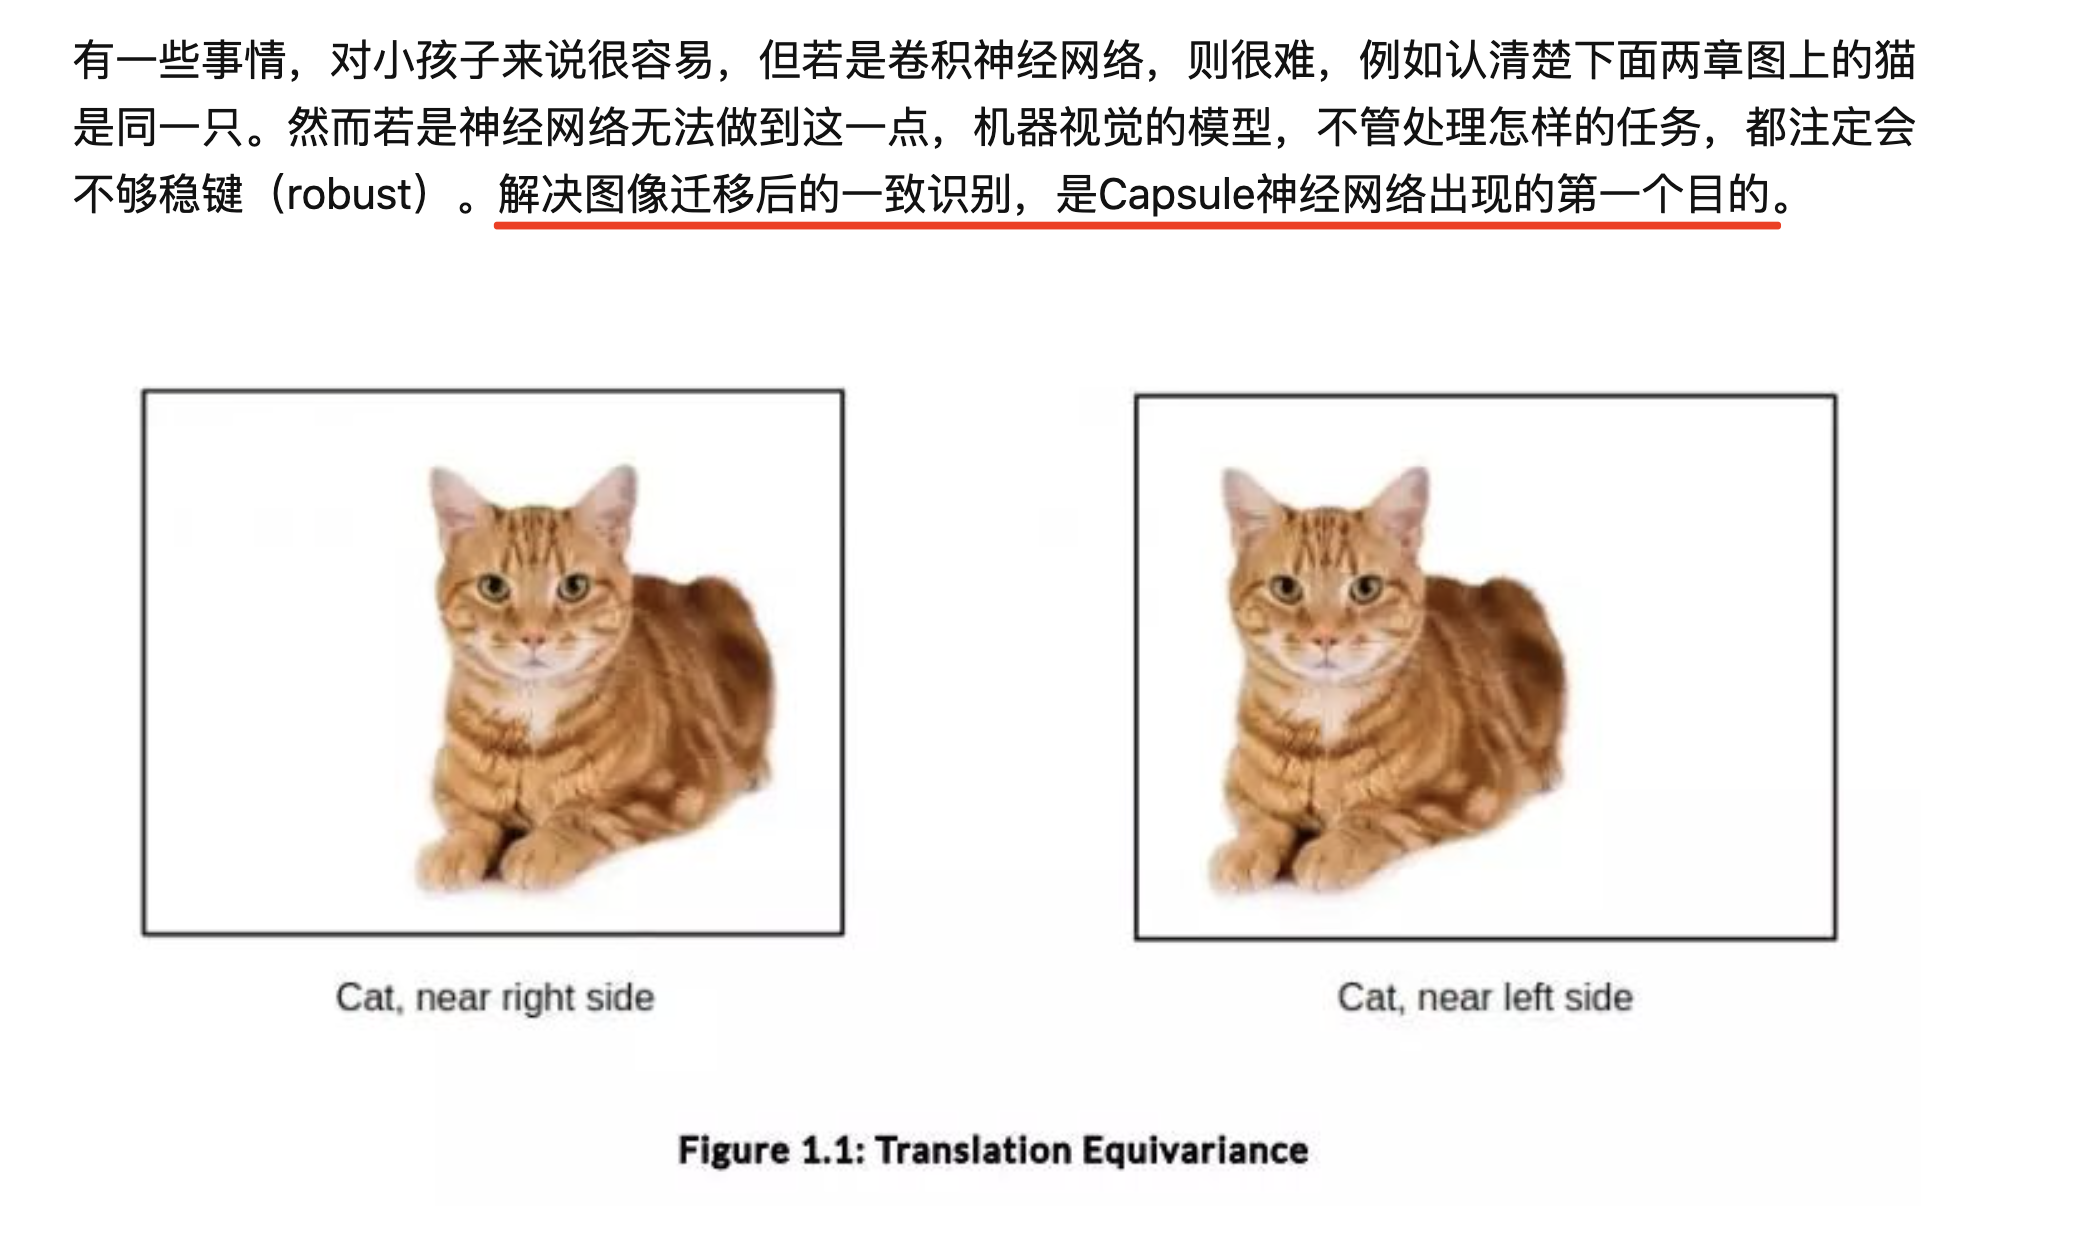 有一些事情，对小孩子来说很容易，但若是卷积神经网络，则很难，例如认清楚下面两章图上的猫
是同一只。然而若是神经网络无法做到这一点，机器视觉的模型，不管处理怎样的任务，都注定会
不够稳键（robust）。解决图像迁移后的一致识别，是Capsule神经网络出现的第一个目的。
Cat, near right side
Cat, near left side
Figure 1.1: Translation Equivariance